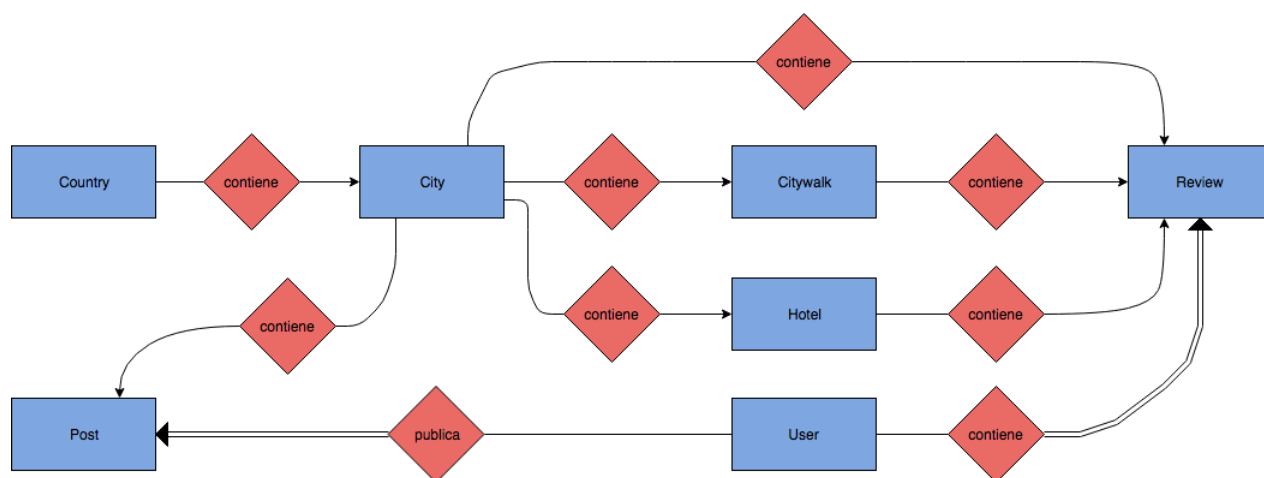 contiene
Country
contiene
City
contiene
Citywalk
contiene
Review
contiene
contiene
Hotel
contiene
Post
publica
User
contiene